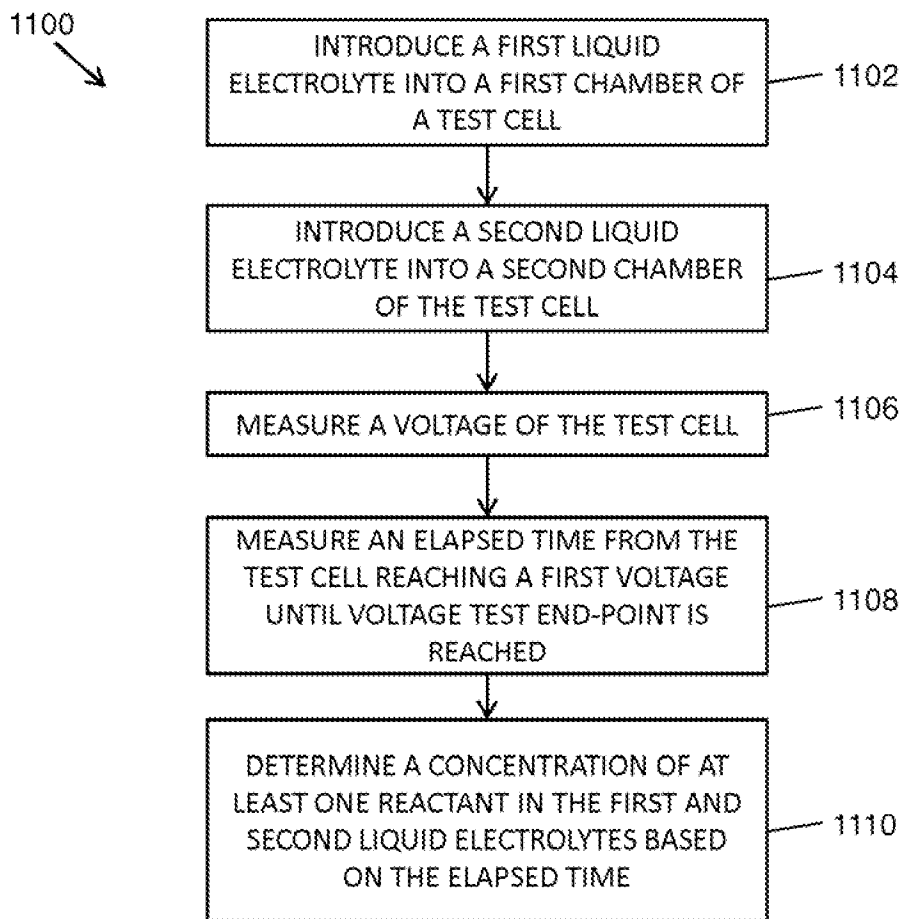 1100
INTRODUCE A FIRST LIQUID
ELECTROLYTE INTO A FIRST CHAMBER OF
A TEST CELL
1102
INTRODUCE A SECOND LIQUID
ELECTROLYTE INTO A SECOND CHAMBER
OF THE TEST CELL
1104
MEASURE A VOLTAGE OF THE TEST CELL
1106
MEASURE AN ELAPSED TIME FROM THE
TEST CELL REACHING A FIRST VOLTAGE
UNTIL VOLTAGE TEST END-POINT IS
REACHED
1108
DETERMINE A CONCENTRATION OF AT
LEAST ONE REACTANT IN THE FIRST AND
SECOND LIQUID ELECTROLYTES BASED
ON THE ELAPSED TIME
1110